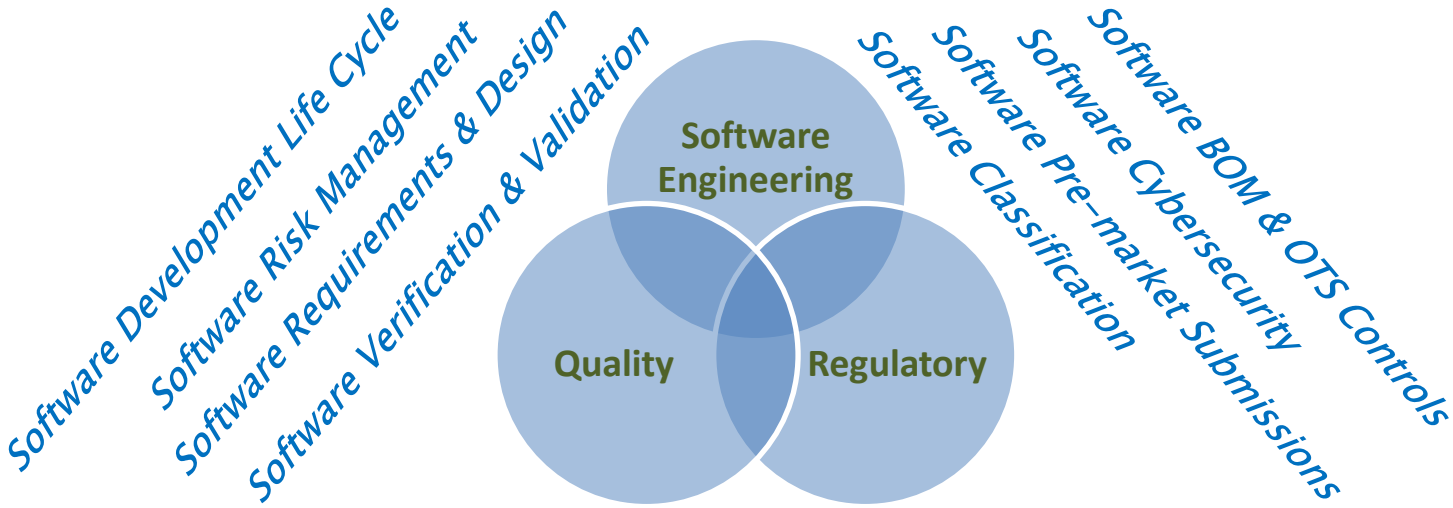 Software Development Life Cycle
Software Risk Management
Software Requirements & Design
Software Verification & Validation
Software
Engineering
Quality
Regulatory
Software Classification
Software Pre-market Submissions
Software Cybersecurity
Software BOM & OTS Controls